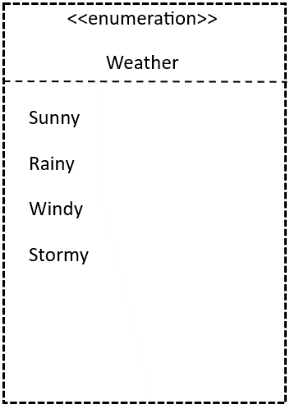 <<enumeration>>
Weather
Sunny
Rainy
Windy
Stormy